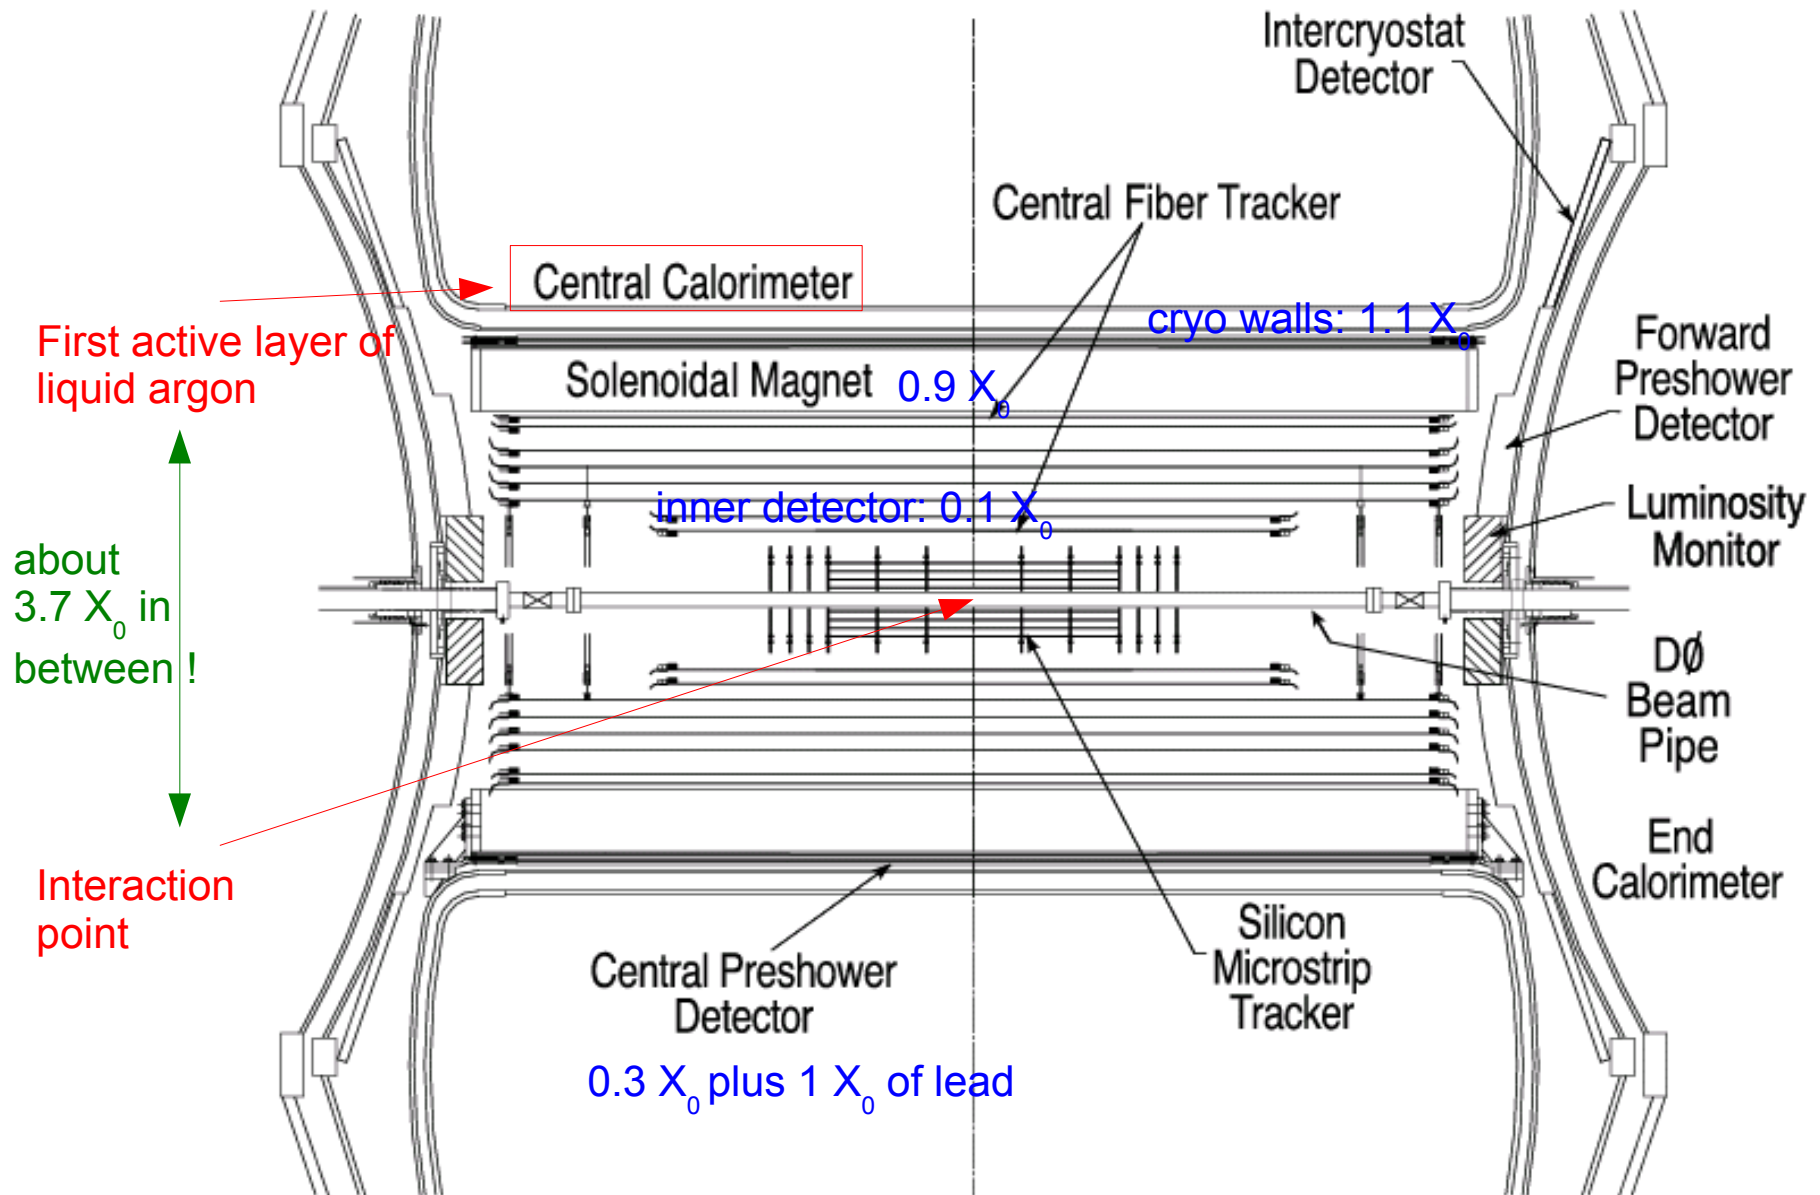 Intercryostat
Detector
Central Fiber Tracker
Central Calorimeter
cryo walls: 1.1 X₀
First active layer of
liquid argon
Forward
Preshower
Detector
Solenoidal Magnet
0.9 X₀
Luminosity
Monitor
inner detector: 0.1 X₀
about
3.7 X₀ in
between !
DØ
Beam
Pipe
End
Calorimeter
Interaction
point
Silicon
Microstrip
Tracker
Central Preshower
Detector
0.3 X₀ plus 1 X₀ of lead